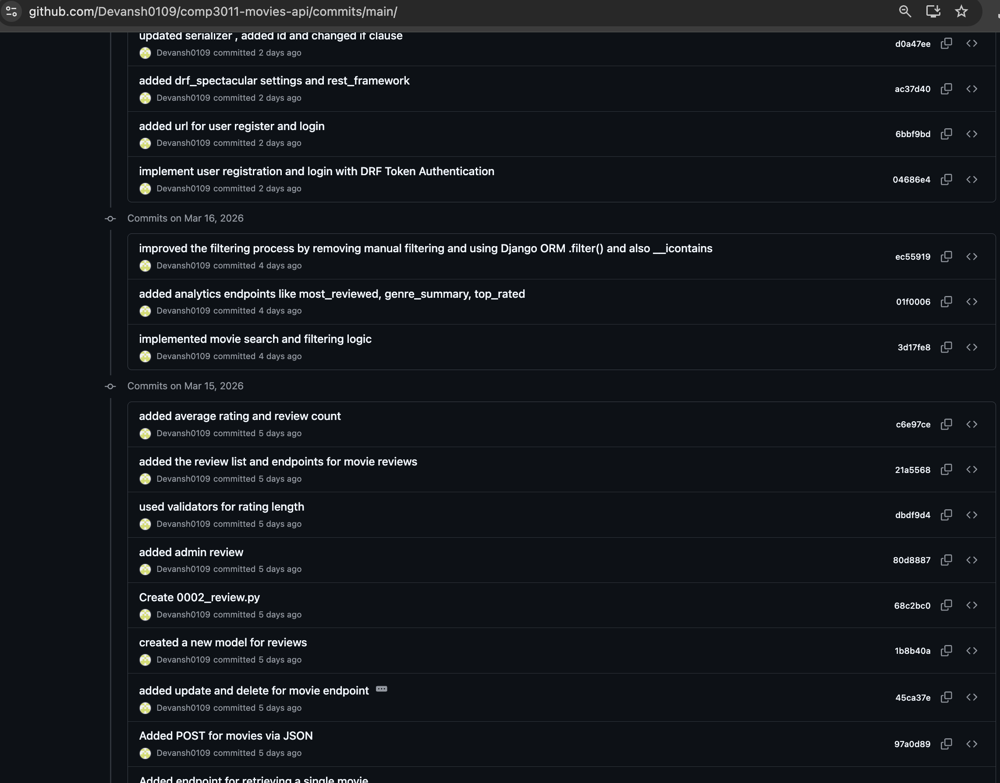 github.com/Devansh0109/comp3011-movies-api/commits/main/
updated serializer , added id and changed if clause
Devansh0109 committed 2 days ago
d0a47ee
added drf_spectacular settings and rest_framework
Devansh0109 committed 2 days ago
ac37d40
added url for user register and login
Devansh0109 committed 2 days ago
6bbf9bd
implement user registration and login with DRF Token Authentication
Devansh0109 committed 2 days ago
04686e4
Commits on Mar 16, 2026
improved the filtering process by removing manual filtering and using Django ORM .filter() and also __icontains
Devansh0109 committed 4 days ago
ec55919
added analytics endpoints like most_reviewed, genre_summary, top_rated
Devansh0109 committed 4 days ago
01f0006
implemented movie search and filtering logic
Devansh0109 committed 4 days ago
3d17fe8
Commits on Mar 15, 2026
added average rating and review count
Devansh0109 committed 5 days ago
c6e97ce
added the review list and endpoints for movie reviews
Devansh0109 committed 5 days ago
21a5568
used validators for rating length
Devansh0109 committed 5 days ago
dbdf9d4
added admin review
Devansh0109 committed 5 days ago
80d8887
Create 0002_review.py
Devansh0109 committed 5 days ago
68c2bc0
created a new model for reviews
Devansh0109 committed 5 days ago
1b8b40a
added update and delete for movie endpoint
Devansh0109 committed 5 days ago
45ca37e
Added POST for movies via JSON
Devansh0109 committed 5 days ago
97a0d89
Added endpoint for retrieving a single movie